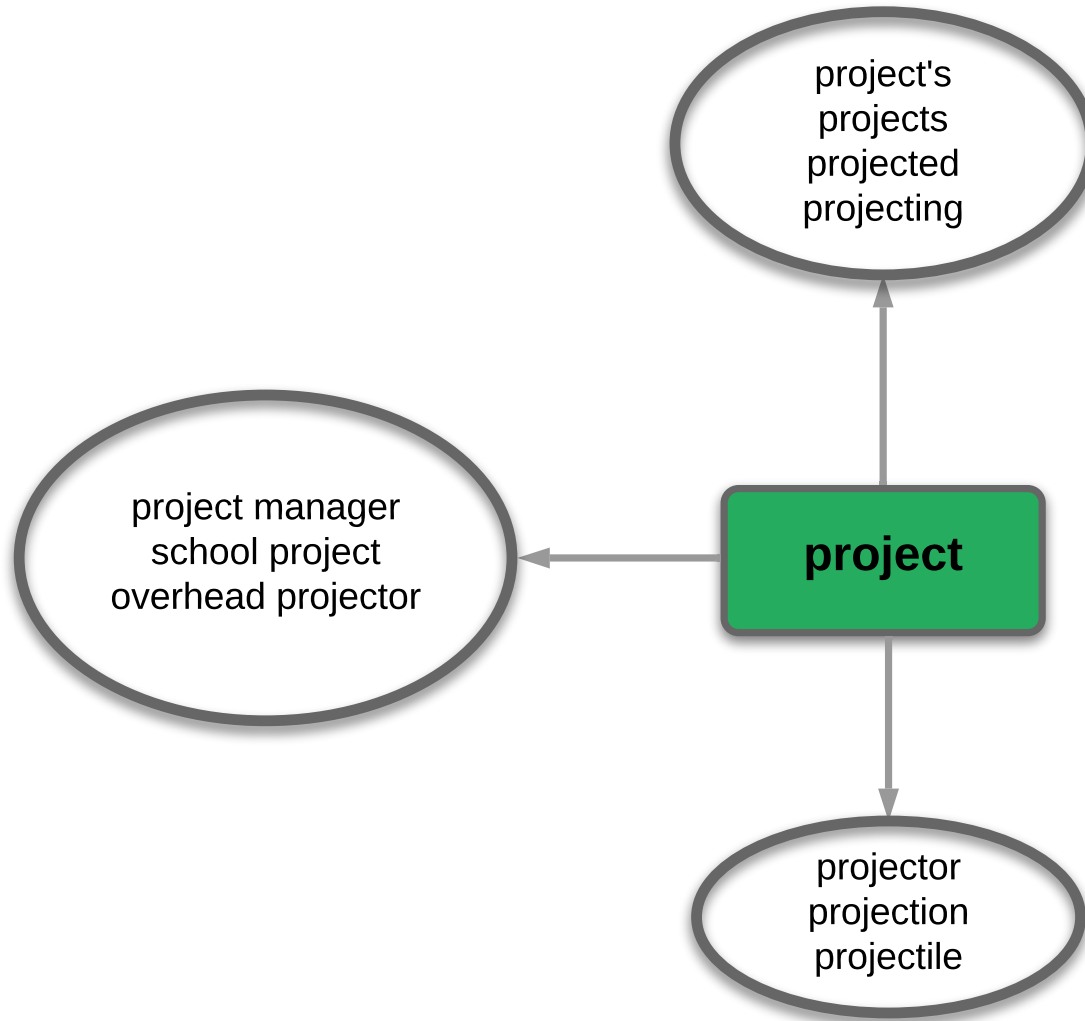 project's
projects
projected
projecting
project manager
school project
overhead projector
project
projector
projection
projectile